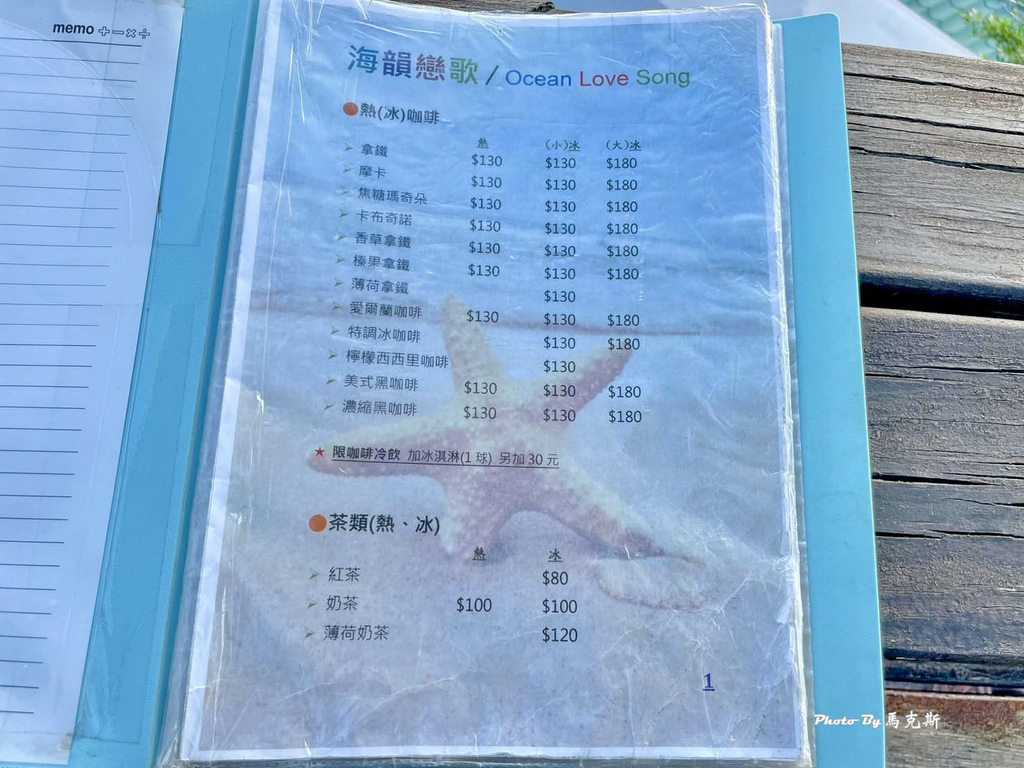 memo +-×÷
海韻戀歌 / Ocean Love Song
熱(冰)咖啡
熱 (小)冰 (大)冰
拿鐵 $130 $130 $180
摩卡 $130 $130 $180
焦糖瑪奇朵 $130 $130 $180
卡布奇諾 $130 $130 $180
香草拿鐵 $130 $130 $180
榛果拿鐵 $130 $130 $180
薄荷拿鐵 $130
愛爾蘭咖啡 $130 $130 $180
特調冰咖啡 $130 $180
檸檬西西里咖啡 $130
美式黑咖啡 $130 $130 $180
濃縮黑咖啡 $130 $130 $180
★ 限咖啡冷飲 加冰淇淋(1 球) 另加 30 元
茶類(熱、冰)
熱 冰
紅茶 $80
奶茶 $100 $100
薄荷奶茶 $120
1
Photo By 馬克斯